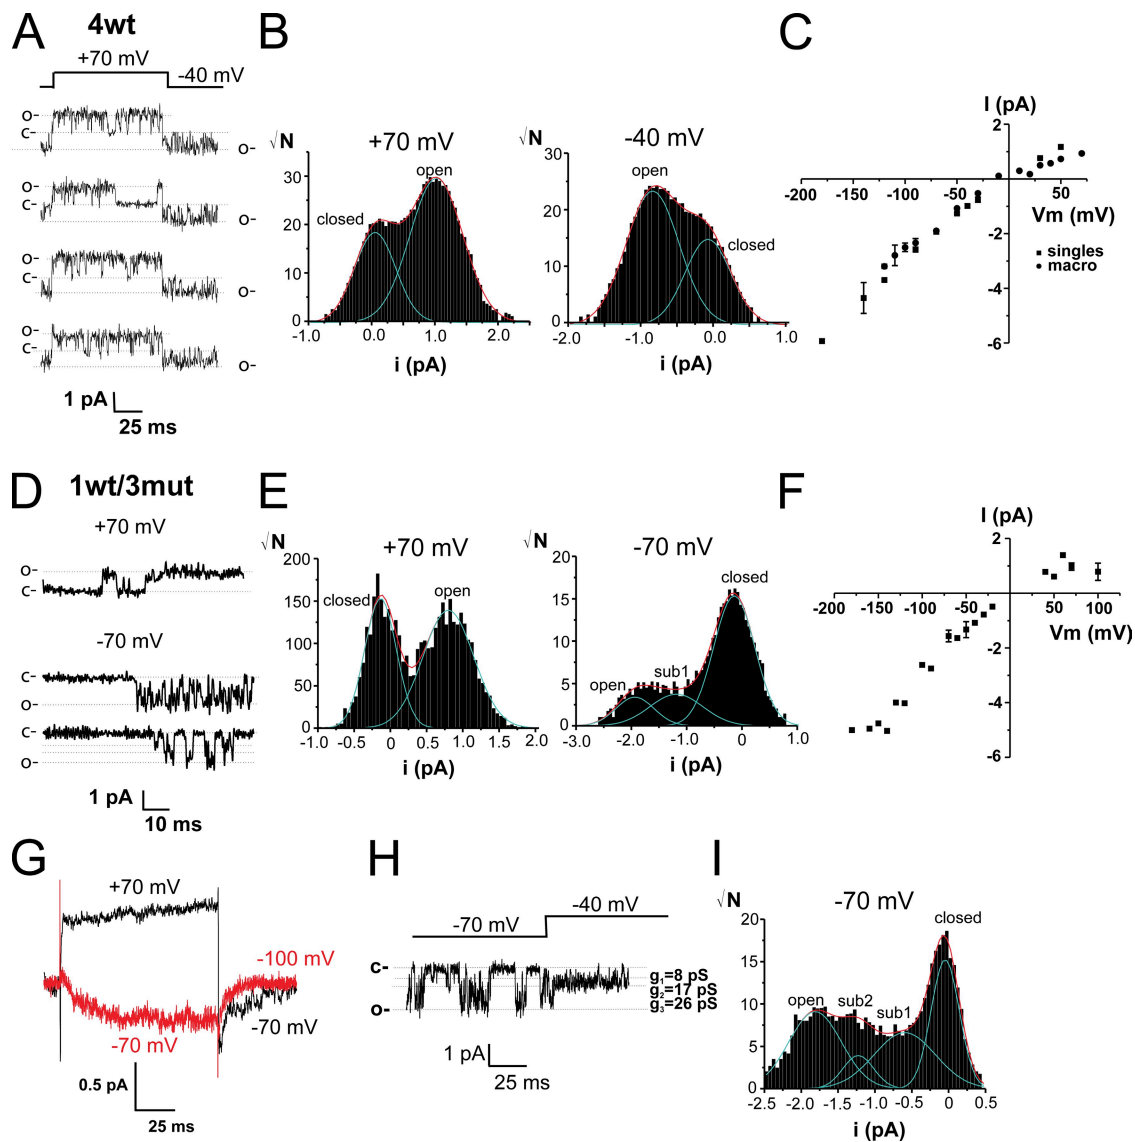 A
4wt
+70 mV
-40 mV
o-
c-
o-
o-
c-
o-
o-
c-
o-
o-
c-
o-
1 pA
25 ms
B
√N
+70 mV
open
closed
30
20
10
0
-1.0
0.0
1.0
2.0
i (pA)
√N
-40 mV
open
closed
30
20
10
0
-2.0
-1.0
0.0
1.0
i (pA)
C
I (pA)
2
-200
-150
-100
-50
50
Vm (mV)
-2
-4
-6
singles
macro
D
1wt/3mut
+70 mV
o-
c-
-70 mV
c-
o-
c-
o-
1 pA
10 ms
E
√N
+70 mV
closed
open
200
150
100
50
0
-1.0
-0.5
0
0.5
1.0
1.5
2.0
i (pA)
√N
-70 mV
closed
sub1
open
20
15
10
5
0
-3.0
-2.0
-1.0
0
1.0
i (pA)
F
I (pA)
2
-200
-150
-100
-50
50
100
Vm (mV)
-2
-4
-6
G
+70 mV
-100 mV
-70 mV
-70 mV
0.5 pA
25 ms
H
-40 mV
-70 mV
c-
g1=8 pS
g2=17 pS
g3=26 pS
o-
1 pA
25 ms
I
√N
-70 mV
closed
open
sub2
sub1
20
15
10
5
0
-2.5
-2.0
-1.5
-1.0
-0.5
0
0.5
i (pA)